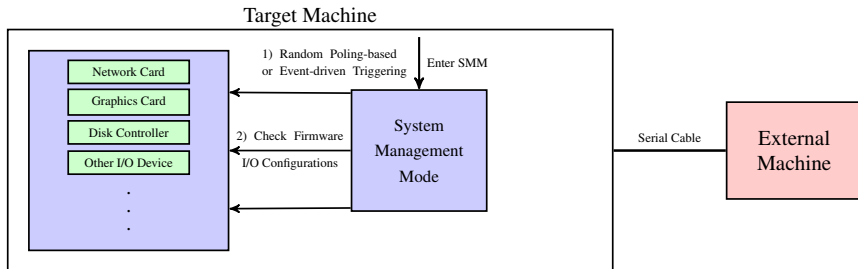 Target Machine
1) Random Poling-based
or Event-driven Triggering
Enter SMM
Network Card
Graphics Card
Disk Controller
Other I/O Device
.
.
.
2) Check Firmware
I/O Configurations
System
Management
Mode
Serial Cable
External
Machine